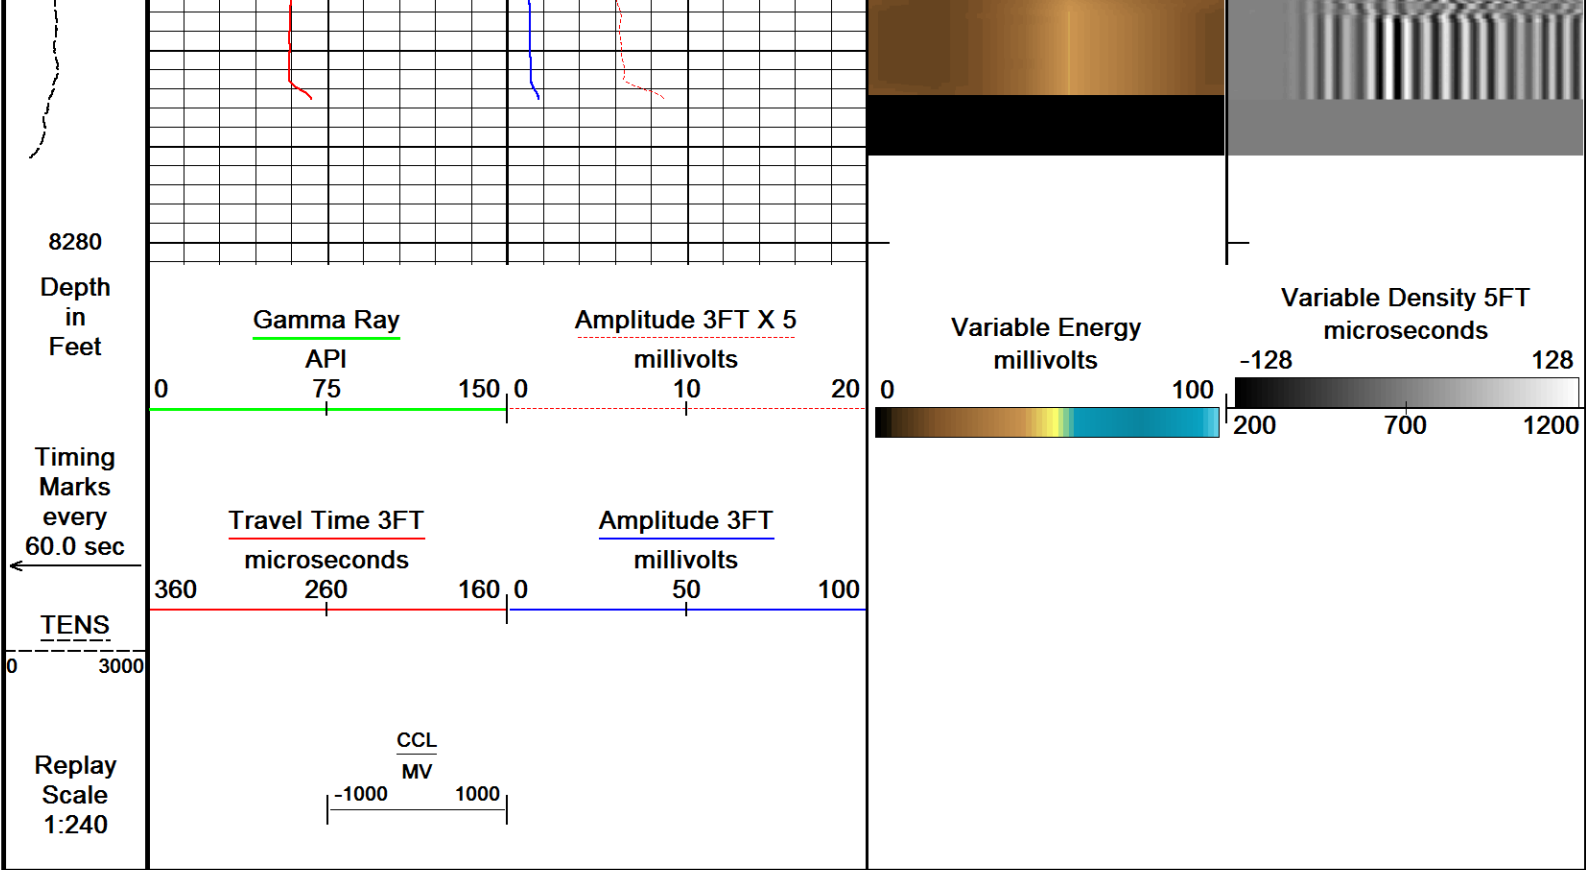 8280
Depth
in
Feet
Timing
Marks
every
60.0 sec
TENS
0 3000
Replay
Scale
1:240
Gamma Ray
API
0 75 150
Travel Time 3FT
microseconds
360 260 160
CCL
MV
-1000 1000
Amplitude 3FT X 5
millivolts
0 10 20
Amplitude 3FT
millivolts
0 50 100
Variable Energy
millivolts
0 100
Variable Density 5FT
microseconds
-128 128
200 700 1200